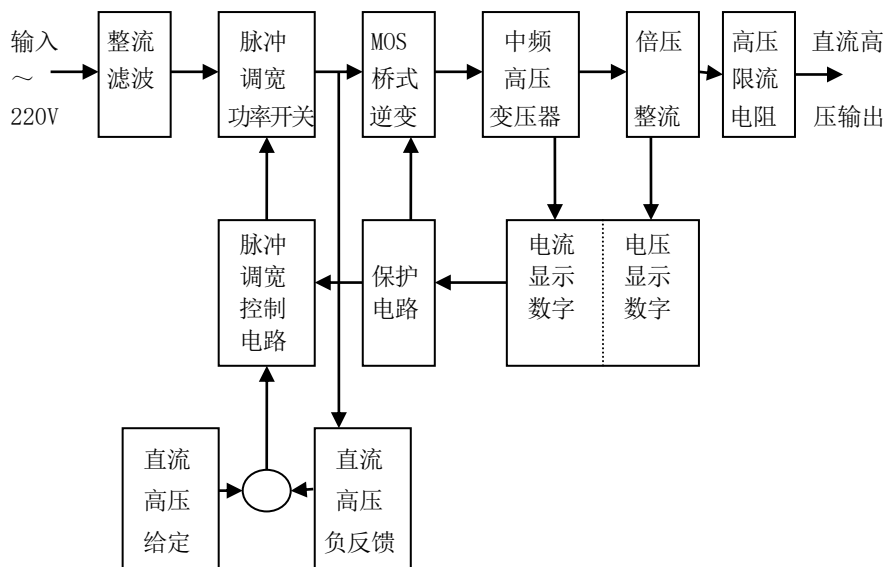 输入
～
220V
整流
滤波
脉冲
调宽
功率开关
MOS
桥式
逆变
中频
高压
变压器
倍压
整流
高压
限流
电阻
直流高
压输出
脉冲
调宽
控制
电路
保护
电路
电流
显示
数字
电压
显示
数字
直流
高压
给定
直流
高压
负反馈